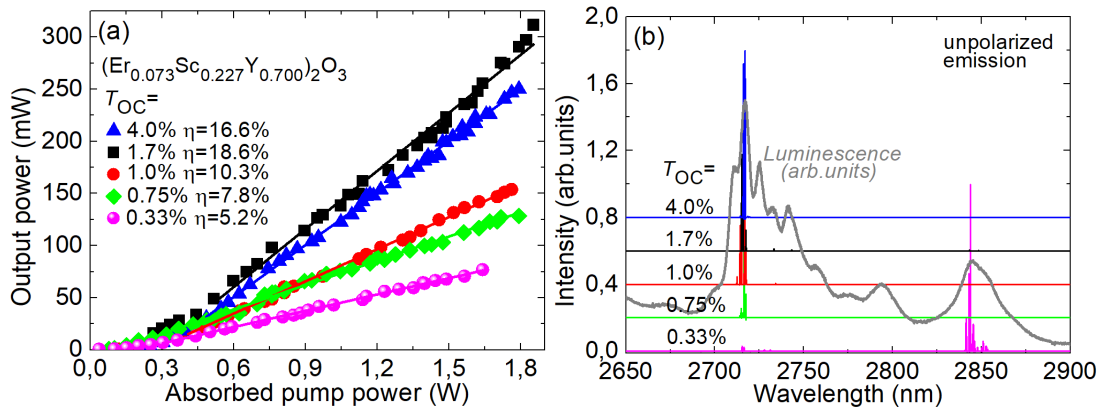 (a)
(Er0.073Sc0.227Y0.700)2O3
TOC=
4.0% η=16.6%
1.7% η=18.6%
1.0% η=10.3%
0.75% η=7.8%
0.33% η=5.2%
Output power (mW)
300
250
200
150
100
50
0
0,0 0,3 0,6 0,9 1,2 1,5 1,8
Absorbed pump power (W)
(b)
unpolarized
emission
Luminescence
(arb.units)
TOC=
4.0%
1.7%
1.0%
0.75%
0.33%
Intensity (arb.units)
2,0
1,6
1,2
0,8
0,4
0,0
2650 2700 2750 2800 2850 2900
Wavelength (nm)